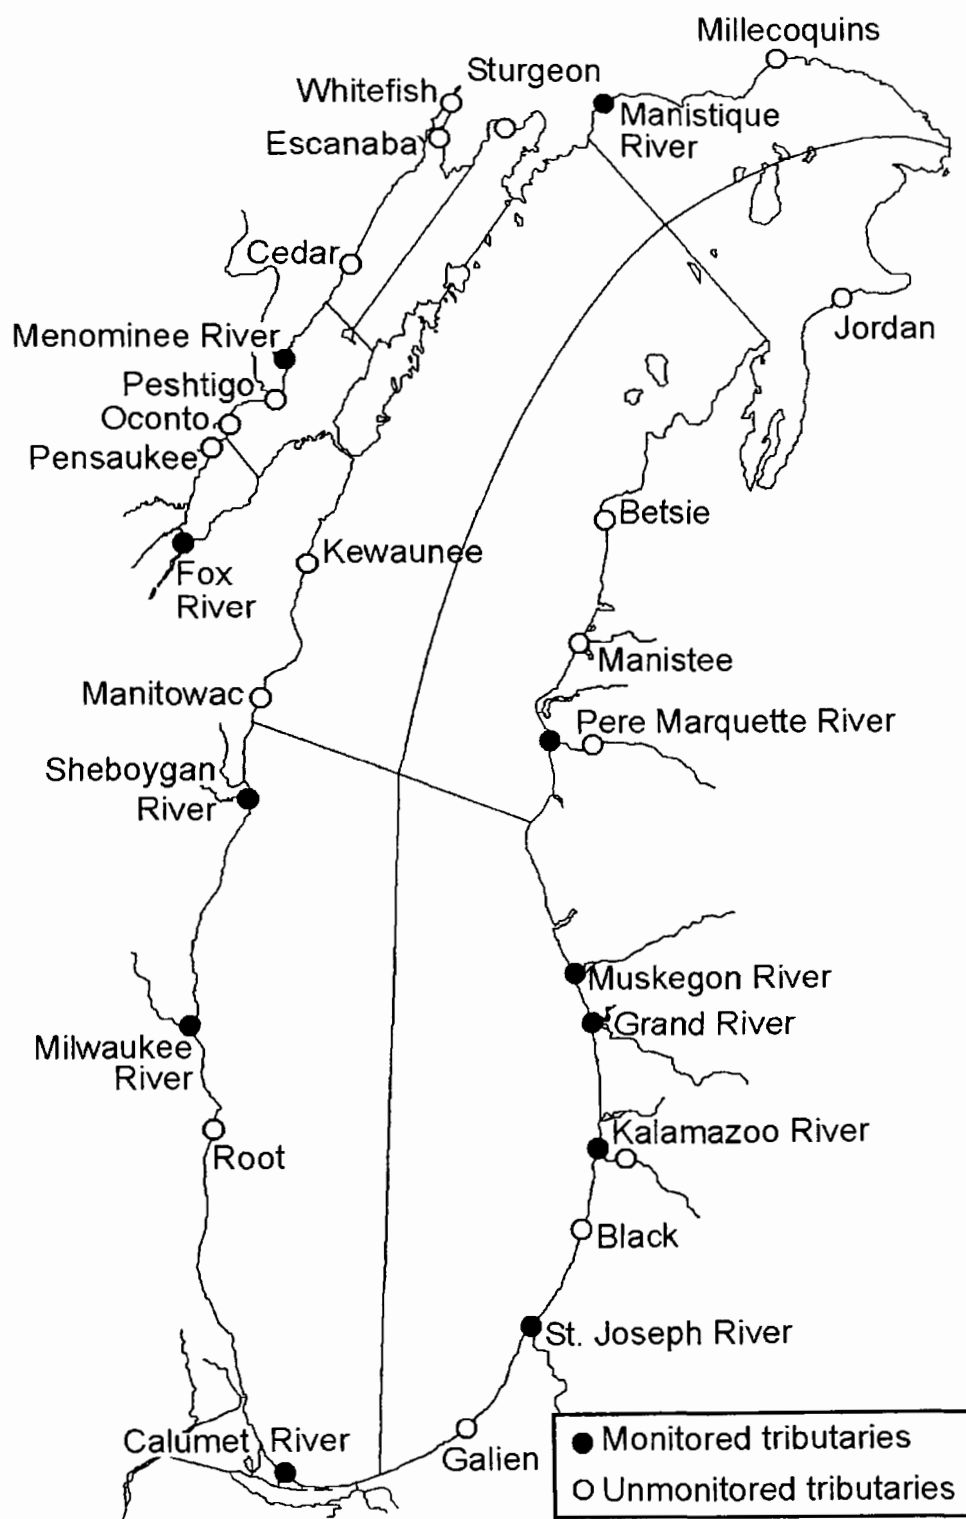 Millecoquins
Sturgeon
Whitefish
Manistique
River
Escanaba
Cedar
Jordan
Menominee River
Peshtigo
Oconto
Pensaukee
Betsie
Kewaunee
Fox
River
Manistee
Manitowac
Pere Marquette River
Sheboygan
River
Muskegon River
Grand River
Milwaukee
River
Kalamazoo River
Root
Black
St. Joseph River
Calumet River
Galien
Monitored tributaries
Unmonitored tributaries